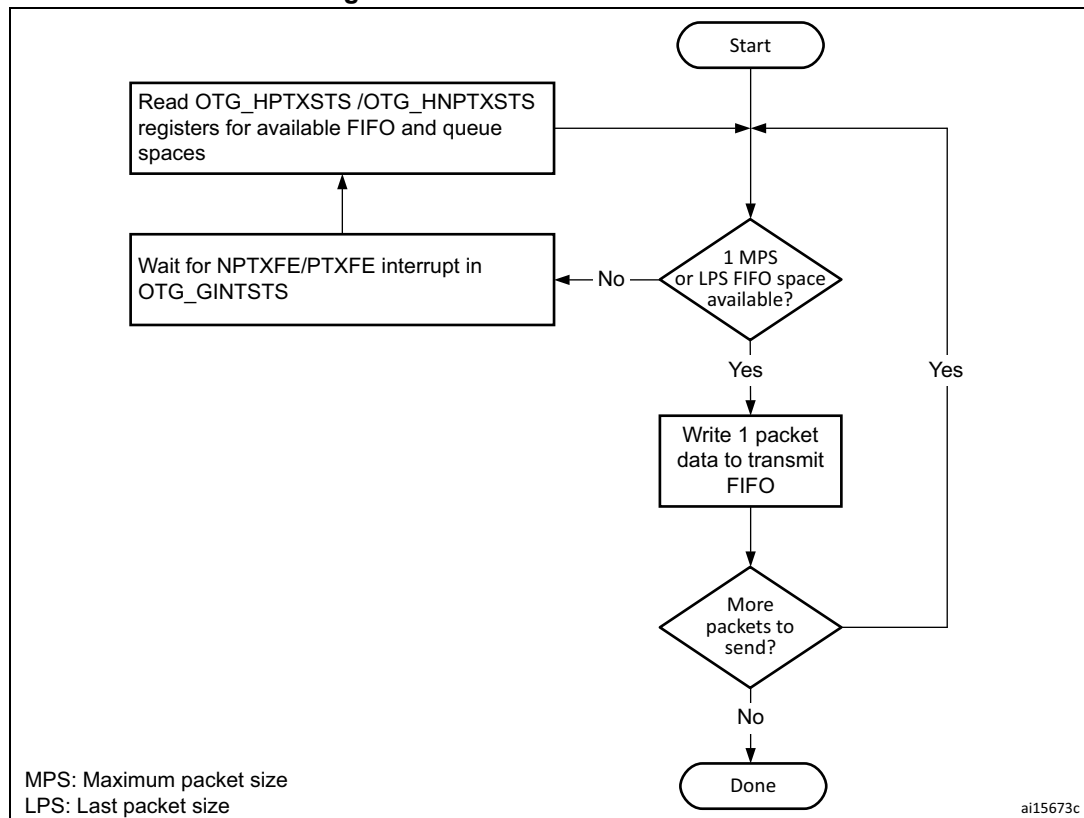 Start
Read OTG_HPTXSTS /OTG_HNPTXSTS
registers for available FIFO and queue
spaces
Wait for NPTXFE/PTXFE interrupt in
OTG_GINTSTS
1 MPS
or LPS FIFO space
available?
No
Yes
Yes
Write 1 packet
data to transmit
FIFO
More
packets to
send?
No
Done
MPS: Maximum packet size
LPS: Last packet size
ai15673c